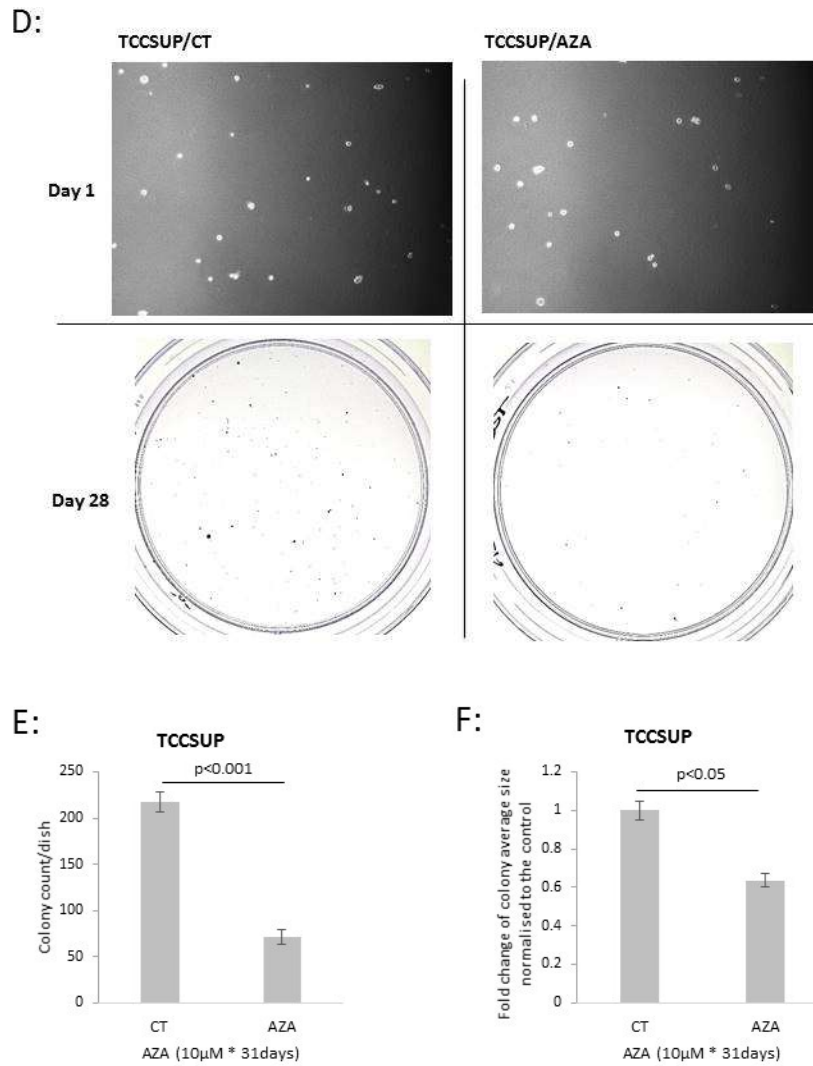 D:
TCCSUP/CT
TCCSUP/AZA
Day 1
Day 28
E:
TCCSUP
p<0.001
250
200
150
100
50
0
Colony count/dish
CT
AZA
AZA (10µM * 31days)
F:
TCCSUP
p<0.05
1.2
1
0.8
0.6
0.4
0.2
0
Fold change of colony average size
normalised to the control
CT
AZA
AZA (10µM * 31days)